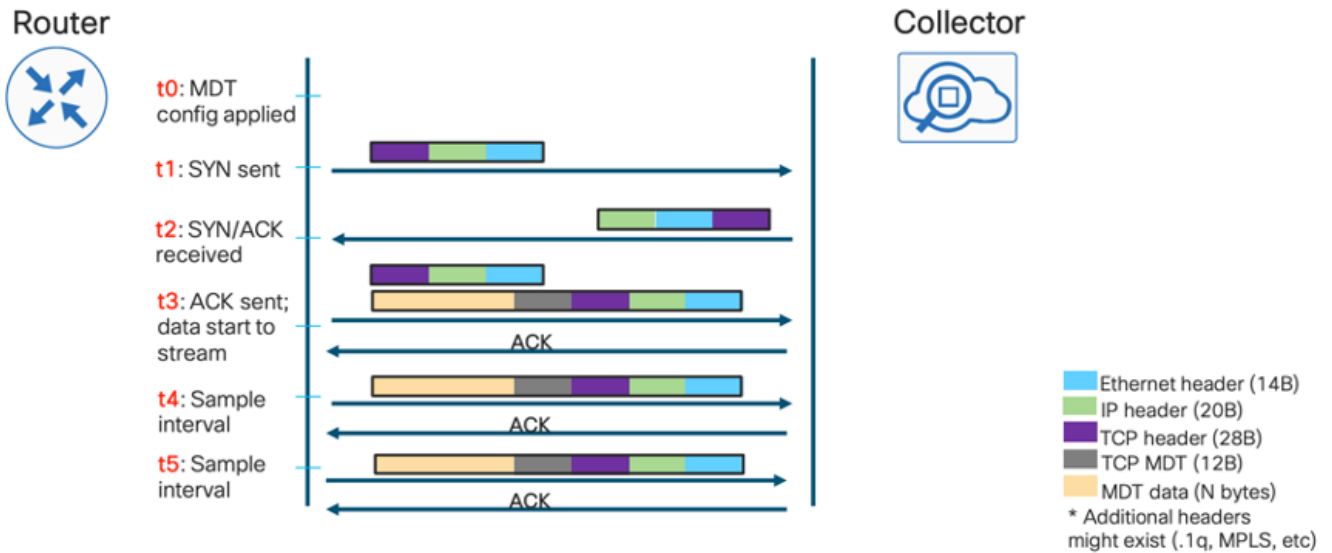 Router
Collector
t0: MDT
config applied
t1: SYN sent
t2: SYN/ACK
received
t3: ACK sent;
data start to
stream
ACK
t4: Sample
interval
ACK
t5: Sample
interval
ACK
Ethernet header (14B)
IP header (20B)
TCP header (28B)
TCP MDT (12B)
MDT data (N bytes)
* Additional headers
might exist (.1q, MPLS, etc)